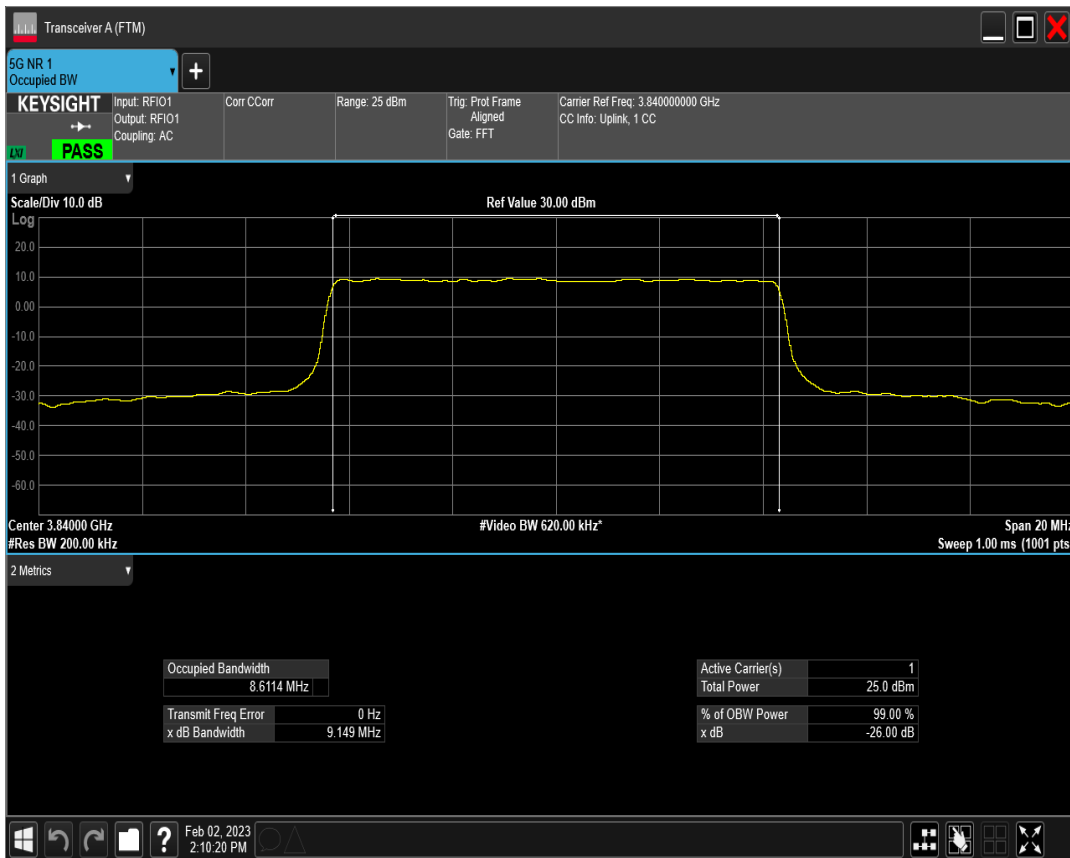 Transceiver A (FTM)
5G NR 1
Occupied BW
+
KEYSIGHT
LXI
PASS
Input: RFIO1
Output: RFIO1
Coupling: AC
Corr CCorr
Range: 25 dBm
Trig: Prot Frame
Aligned
Gate: FFT
Carrier Ref Freq: 3.840000000 GHz
CC Info: Uplink, 1 CC
1 Graph
Scale/Div 10.0 dB
Ref Value 30.00 dBm
Log
20.0
10.0
0.00
-10.0
-20.0
-30.0
-40.0
-50.0
-60.0
Center 3.84000 GHz
#Video BW 620.00 kHz*
Span 20 MHz
#Res BW 200.00 kHz
Sweep 1.00 ms (1001 pts
2 Metrics
Occupied Bandwidth
8.6114 MHz
Transmit Freq Error 0 Hz
x dB Bandwidth 9.149 MHz
Active Carrier(s) 1
Total Power 25.0 dBm
% of OBW Power 99.00 %
x dB -26.00 dB
?
Feb 02, 2023
2:10:20 PM